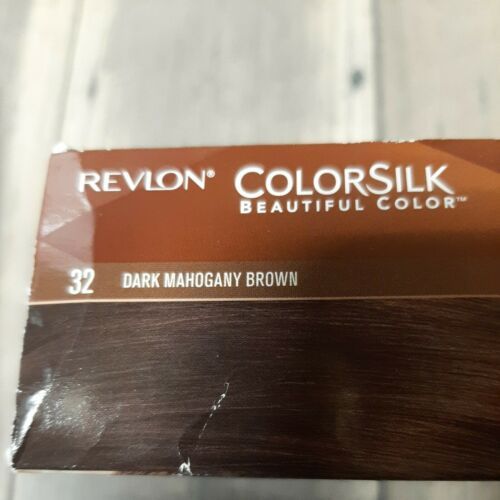 REVLON® COLORSILK
BEAUTIFUL COLOR™
32 DARK MAHOGANY BROWN